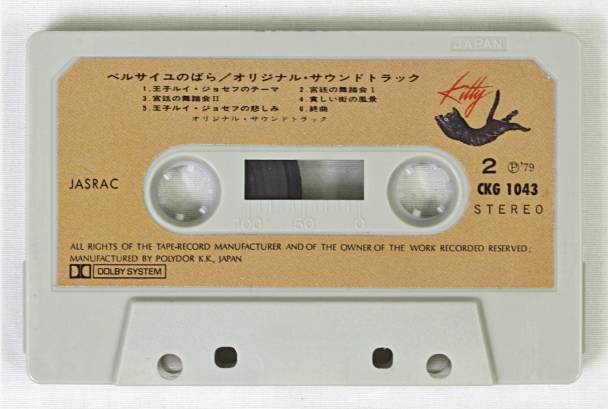 JAPAN
ベルサイユのばら／オリジナル・サウンドトラック
1.王子ルイ・ジョセフのテーマ 2.宮廷の舞踏会 I
3.宮廷の舞踏会 II 4.貧しい街の風景
5.王子ルイ・ジョセフの悲しみ 6.終曲
オリジナル・サウンドトラック
Kitty
JASRAC
2 Ⓟ'79
CKG 1043
STEREO
100 50 0
ALL RIGHTS OF THE TAPE-RECORD MANUFACTURER AND OF THE OWNER OF THE WORK RECORDED RESERVED;
MANUFACTURED BY POLYDOR K.K., JAPAN
DOLBY SYSTEM